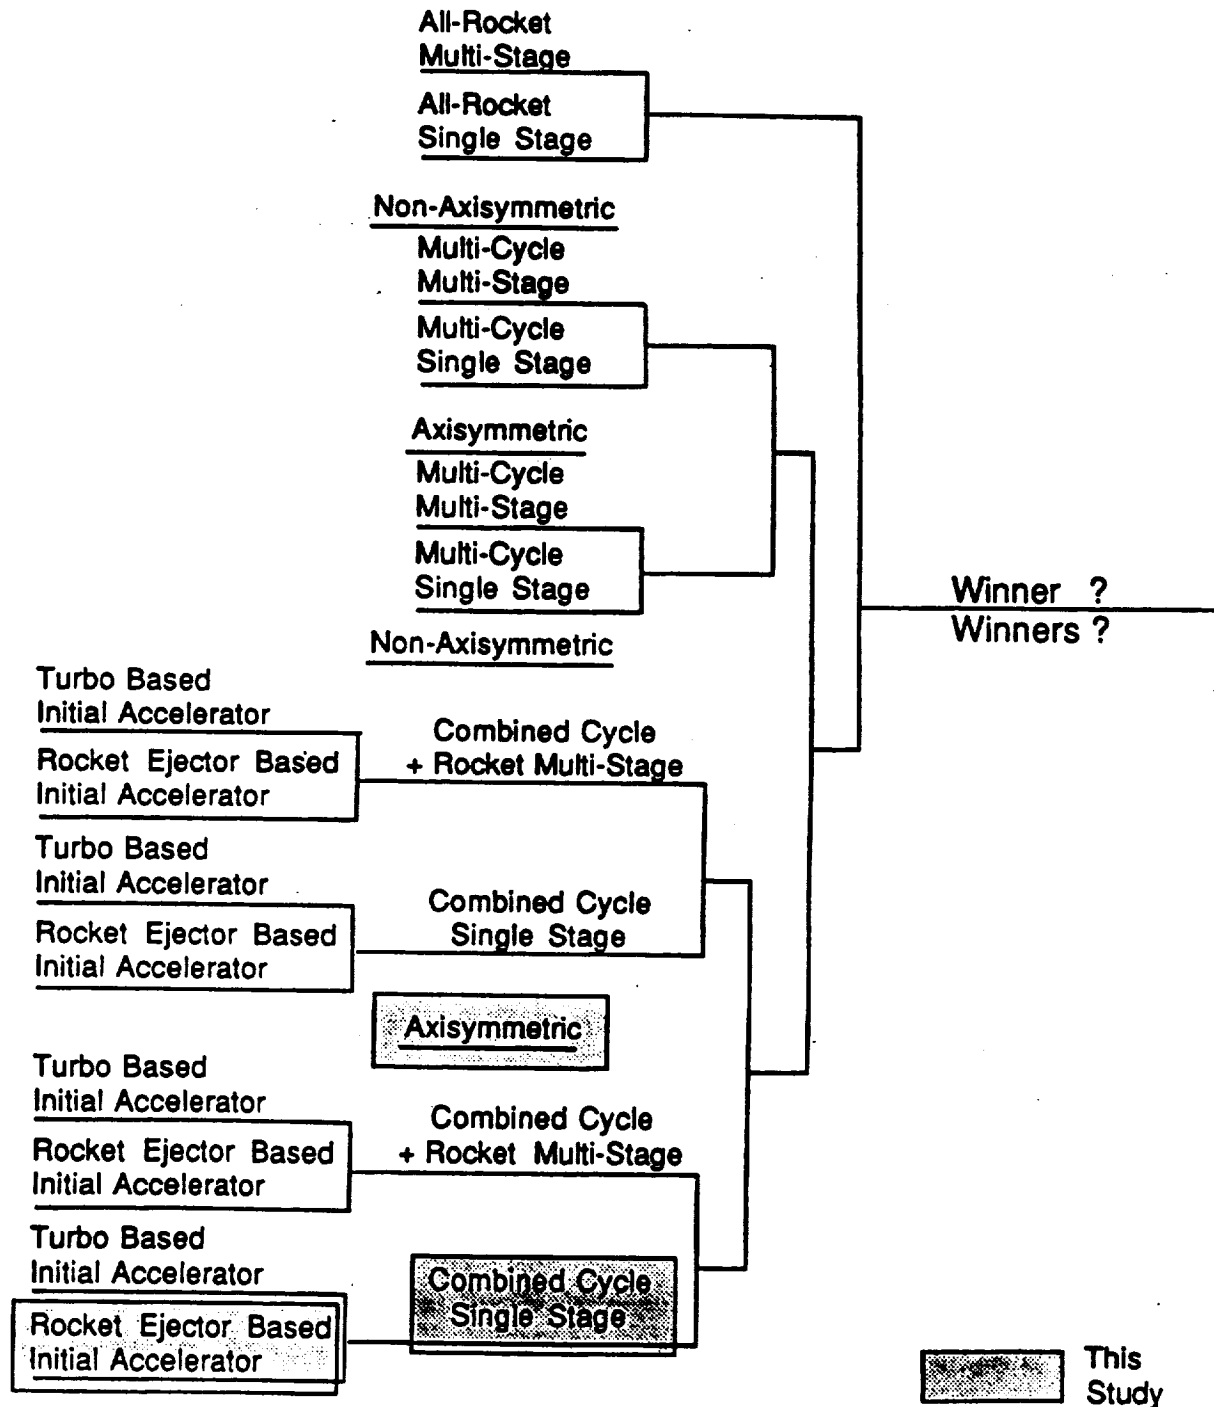 All-Rocket
Multi-Stage
All-Rocket
Single Stage
Non-Axisymmetric
Multi-Cycle
Multi-Stage
Multi-Cycle
Single Stage
Axisymmetric
Multi-Cycle
Multi-Stage
Multi-Cycle
Single Stage
Winner ?
Winners ?
Non-Axisymmetric
Turbo Based
Initial Accelerator
Rocket Ejector Based
Initial Accelerator
Combined Cycle
+ Rocket Multi-Stage
Turbo Based
Initial Accelerator
Rocket Ejector Based
Initial Accelerator
Combined Cycle
Single Stage
Axisymmetric
Turbo Based
Initial Accelerator
Rocket Ejector Based
Initial Accelerator
Combined Cycle
+ Rocket Multi-Stage
Turbo Based
Initial Accelerator
Rocket Ejector Based
Initial Accelerator
Combined Cycle
Single Stage
This
Study